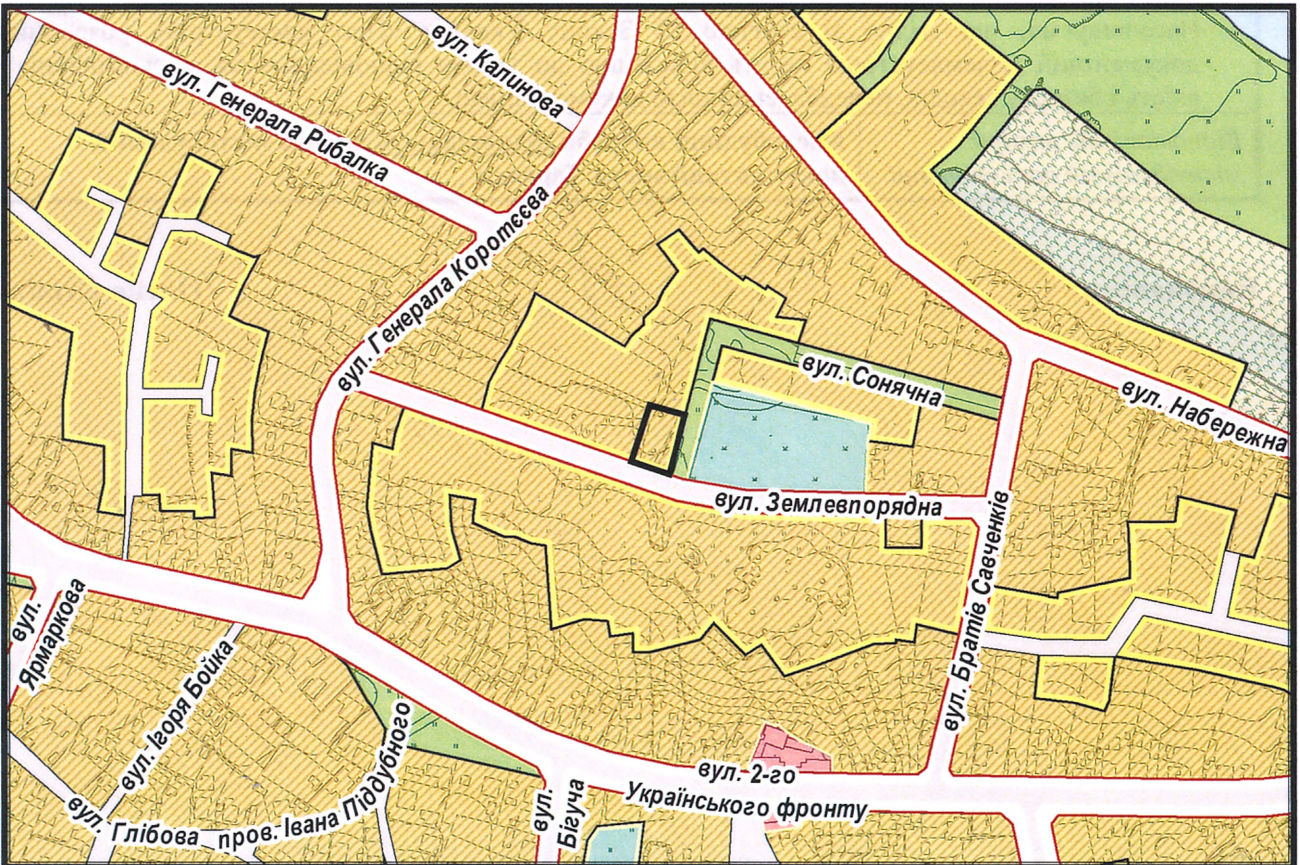 вул. Калинова
вул. Генерала Рибалка
вул. Генерала Коротєєва
вул. Сонячна
вул. Набережна
вул. Землевпорядна
вул. Братів Савченків
вул.
Ярмаркова
вул. Ігоря Бойка
вул. Глібова
пров. Івана Піддубного
вул.
Бігуча
вул. 2-го
Українського фронту